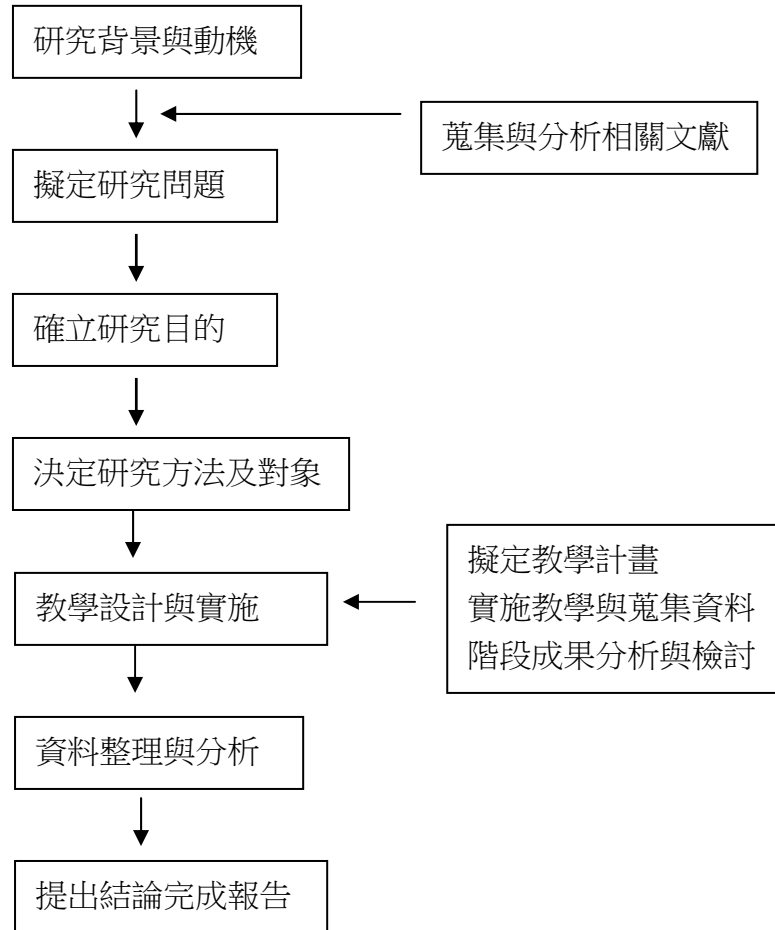 研究背景與動機
蒐集與分析相關文獻
擬定研究問題
確立研究目的
決定研究方法及對象
教學設計與實施
擬定教學計畫
實施教學與蒐集資料
階段成果分析與檢討
資料整理與分析
提出結論完成報告